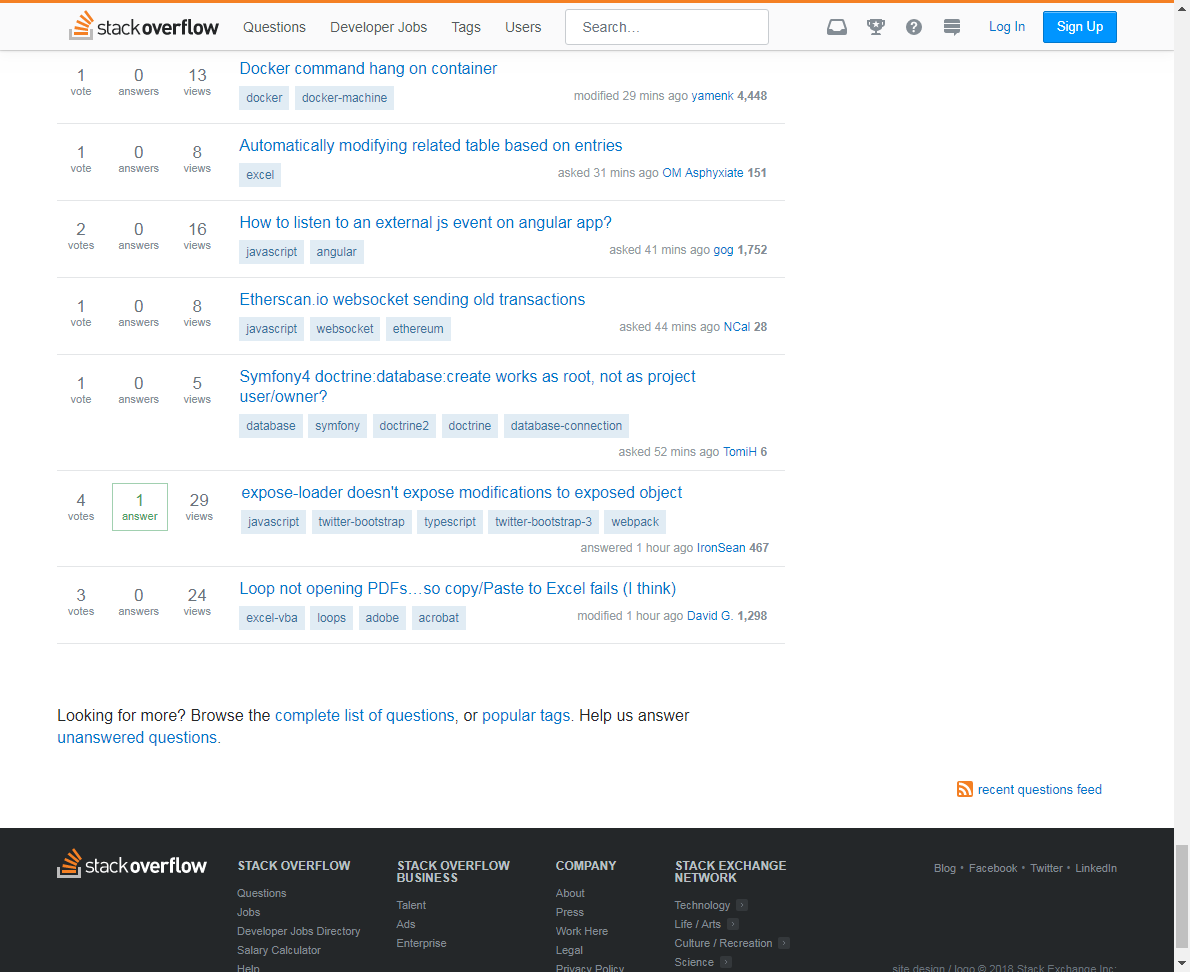 stackoverflow Questions Developer Jobs Tags Users Search... Log In Sign Up
1 0 13 Docker command hang on container
vote answers views
docker docker-machine modified 29 mins ago yamenk 4,448
1 0 8 Automatically modifying related table based on entries
vote answers views
excel asked 31 mins ago OM Asphyxiate 151
2 0 16 How to listen to an external js event on angular app?
votes answers views
javascript angular asked 41 mins ago gog 1,752
1 0 8 Etherscan.io websocket sending old transactions
vote answers views
javascript websocket ethereum asked 44 mins ago NCal 28
1 0 5 Symfony4 doctrine:database:create works as root, not as project
vote answers views user/owner?
database symfony doctrine2 doctrine database-connection
asked 52 mins ago TomiH 6
4 1 29 expose-loader doesn't expose modifications to exposed object
votes answer views
javascript twitter-bootstrap typescript twitter-bootstrap-3 webpack
answered 1 hour ago IronSean 467
3 0 24 Loop not opening PDFs...so copy/Paste to Excel fails (I think)
votes answers views
excel-vba loops adobe acrobat modified 1 hour ago David G. 1,298
Looking for more? Browse the complete list of questions, or popular tags. Help us answer
unanswered questions.
recent questions feed
stackoverflow
STACK OVERFLOW
Questions
Jobs
Developer Jobs Directory
Salary Calculator
Help
STACK OVERFLOW
BUSINESS
Talent
Ads
Enterprise
COMPANY
About
Press
Work Here
Legal
Privacy Policy
STACK EXCHANGE
NETWORK
Technology
Life / Arts
Culture / Recreation
Science
Blog • Facebook • Twitter • LinkedIn
site design / logo © 2018 Stack Exchange Inc;